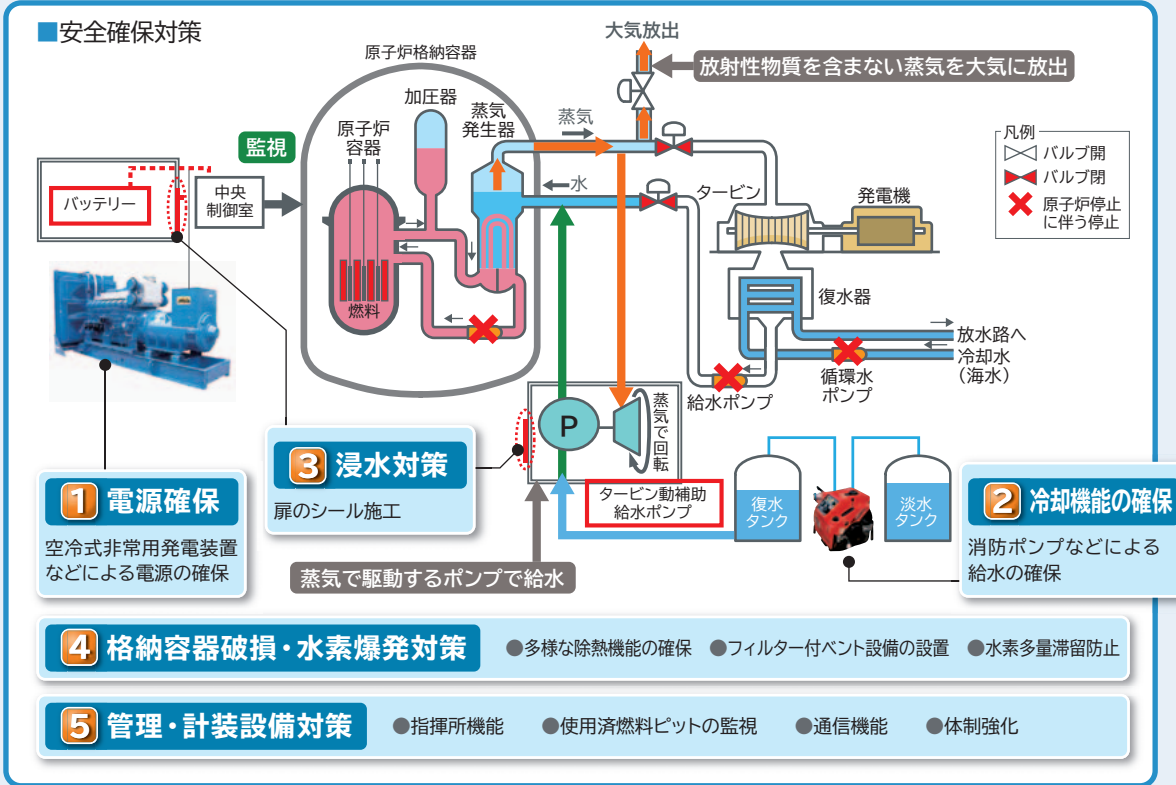 ■安全確保対策
大気放出
放射性物質を含まない蒸気を大気に放出
原子炉格納容器
加圧器
蒸気
発生器
原子炉
容器
蒸気
水
監視
バッテリー
中央
制御室
燃料
タービン
発電機
復水器
放水路へ
冷却水
(海水)
循環水
ポンプ
給水ポンプ
凡例
バルブ開
バルブ閉
原子炉停止
に伴う停止
P
蒸気で回転
タービン動補助
給水ポンプ
蒸気で駆動するポンプで給水
復水
タンク
淡水
タンク
1 電源確保
空冷式非常用発電装置
などによる電源の確保
3 浸水対策
扉のシール施工
2 冷却機能の確保
消防ポンプなどによる
給水の確保
4 格納容器破損・水素爆発対策 ●多様な除熱機能の確保 ●フィルター付ベント設備の設置 ●水素多量滞留防止
5 管理・計装設備対策 ●指揮所機能 ●使用済燃料ピットの監視 ●通信機能 ●体制強化